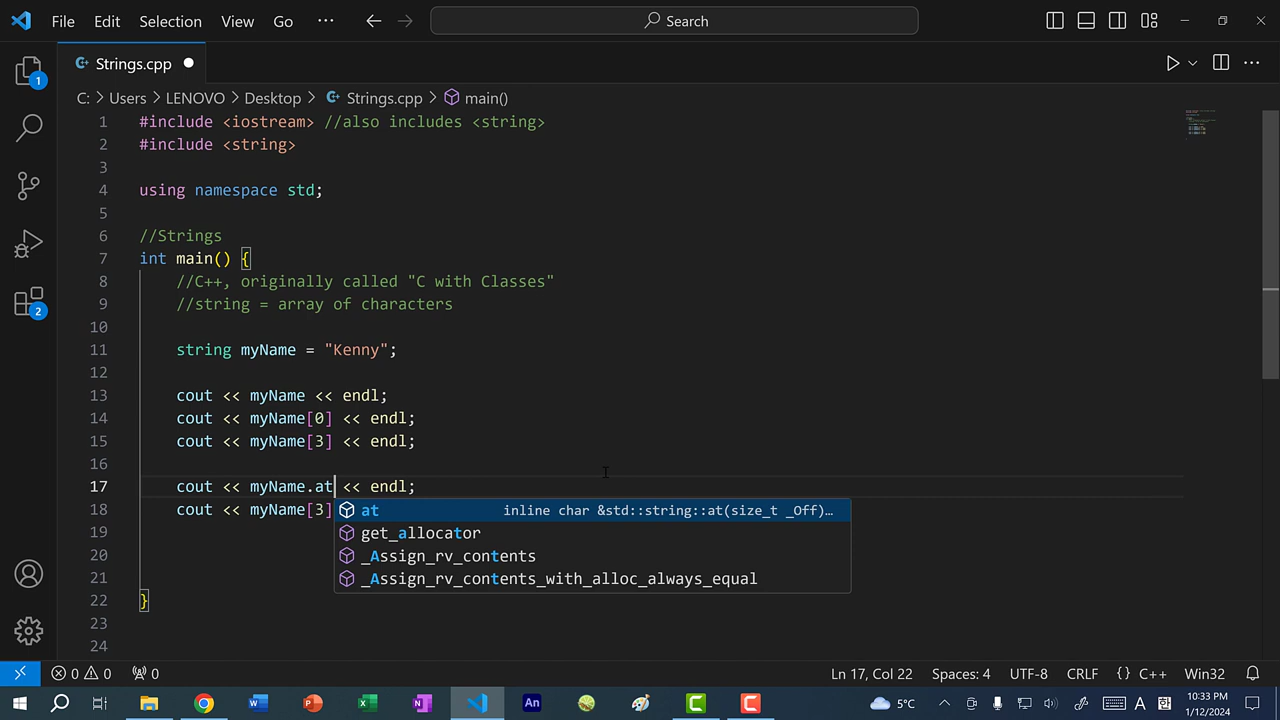 File Edit Selection View Go ··· Search
Strings.cpp
C: > Users > LENOVO > Desktop > Strings.cpp > main()
1 #include <iostream> //also includes <string>
2 #include <string>
3
4 using namespace std;
5
6 //Strings
7 int main() {
8 //C++, originally called "C with Classes"
9 //string = array of characters
10
11 string myName = "Kenny";
12
13 cout << myName << endl;
14 cout << myName[0] << endl;
15 cout << myName[3] << endl;
16
17 cout << myName.at << endl;
18 cout << myName[3]
at inline char &std::string::at(size_t _Off)…
19
get_allocator
20
_Assign_rv_contents
21
_Assign_rv_contents_with_alloc_always_equal
22 }
23
24
1
2
0 0 0 Ln 17, Col 22 Spaces: 4 UTF-8 CRLF {} C++ Win32
5°C A 10:33 PM
1/12/2024